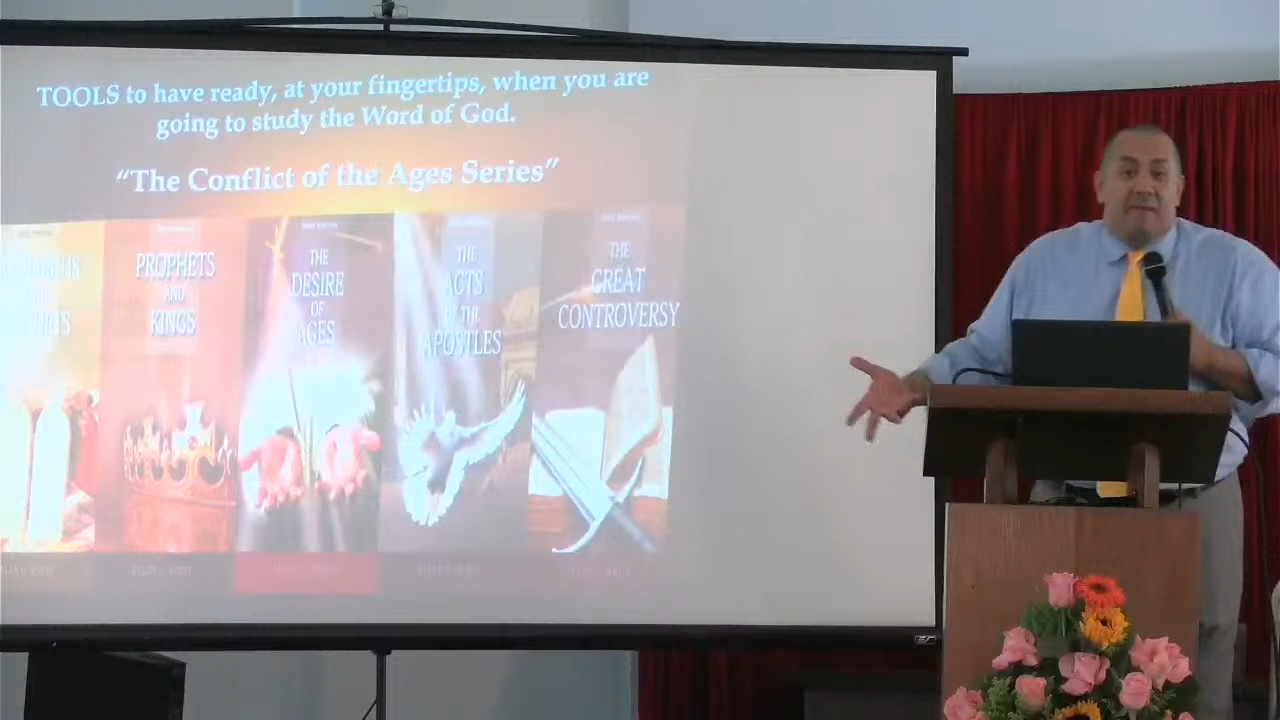 TOOLS to have ready, at your fingertips, when you are
going to study the Word of God.
“The Conflict of the Ages Series”
PROPHETS
AND
KINGS
THE
DESIRE
OF
AGES
THE
ACTS
OF THE
APOSTLES
THE
GREAT
CONTROVERSY